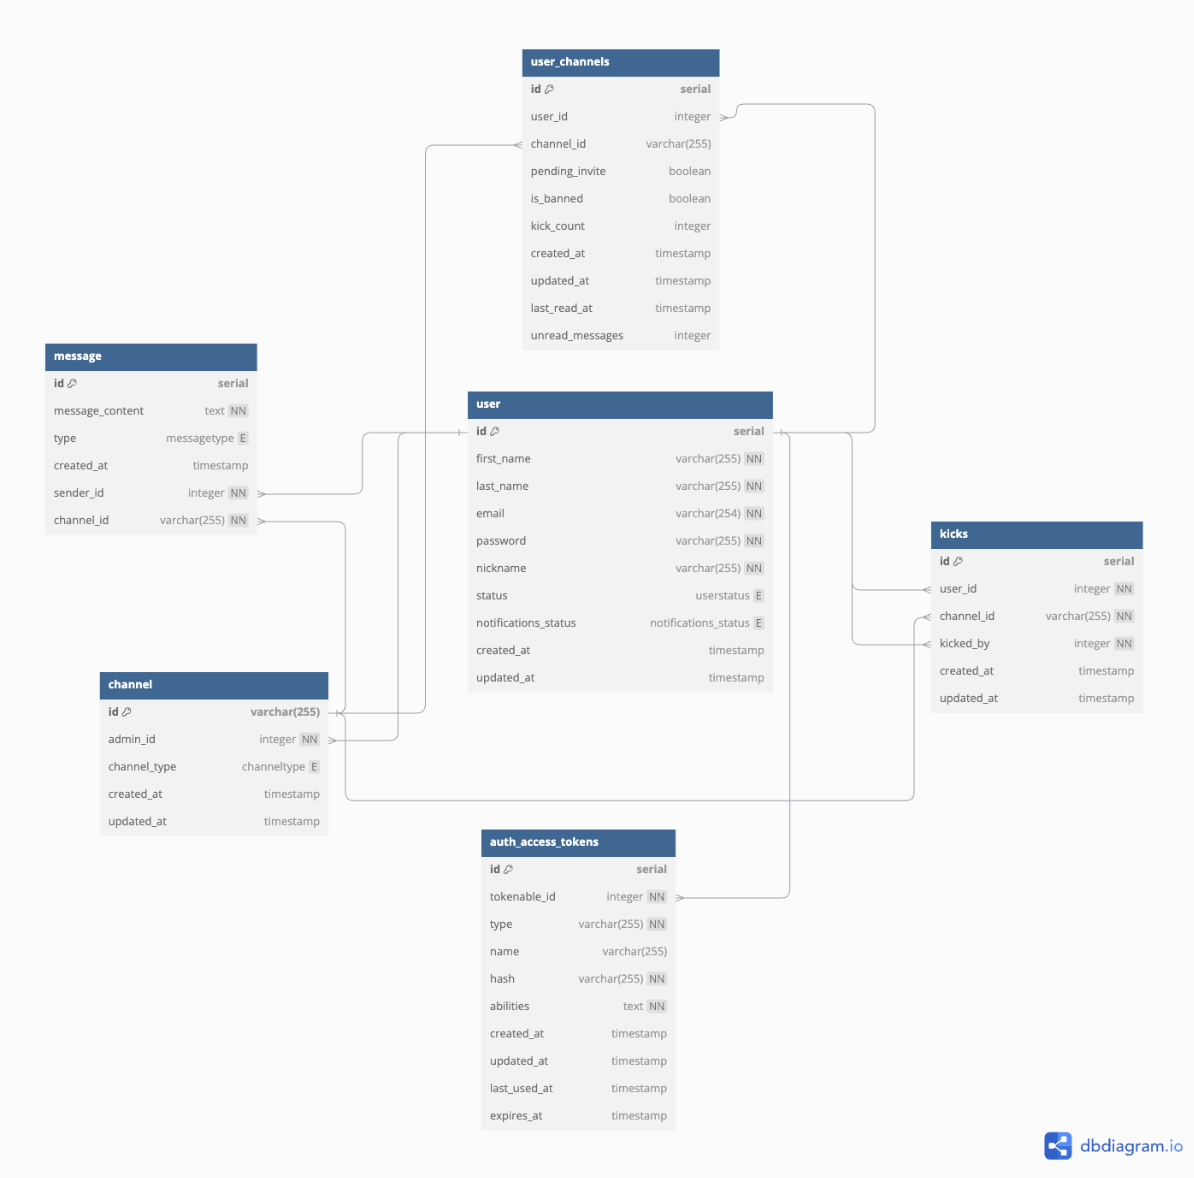 user_channels
id serial
user_id integer
channel_id varchar(255)
pending_invite boolean
is_banned boolean
kick_count integer
created_at timestamp
updated_at timestamp
last_read_at timestamp
unread_messages integer
message
id serial
message_content text NN
type messagetype E
created_at timestamp
sender_id integer NN
channel_id varchar(255) NN
user
id serial
first_name varchar(255) NN
last_name varchar(255) NN
email varchar(254) NN
password varchar(255) NN
nickname varchar(255) NN
status userstatus E
notifications_status notifications_status E
created_at timestamp
updated_at timestamp
kicks
id serial
user_id integer NN
channel_id varchar(255) NN
kicked_by integer NN
created_at timestamp
updated_at timestamp
channel
id varchar(255)
admin_id integer NN
channel_type channeltype E
created_at timestamp
updated_at timestamp
auth_access_tokens
id serial
tokenable_id integer NN
type varchar(255) NN
name varchar(255)
hash varchar(255) NN
abilities text NN
created_at timestamp
updated_at timestamp
last_used_at timestamp
expires_at timestamp
dbdiagram.io